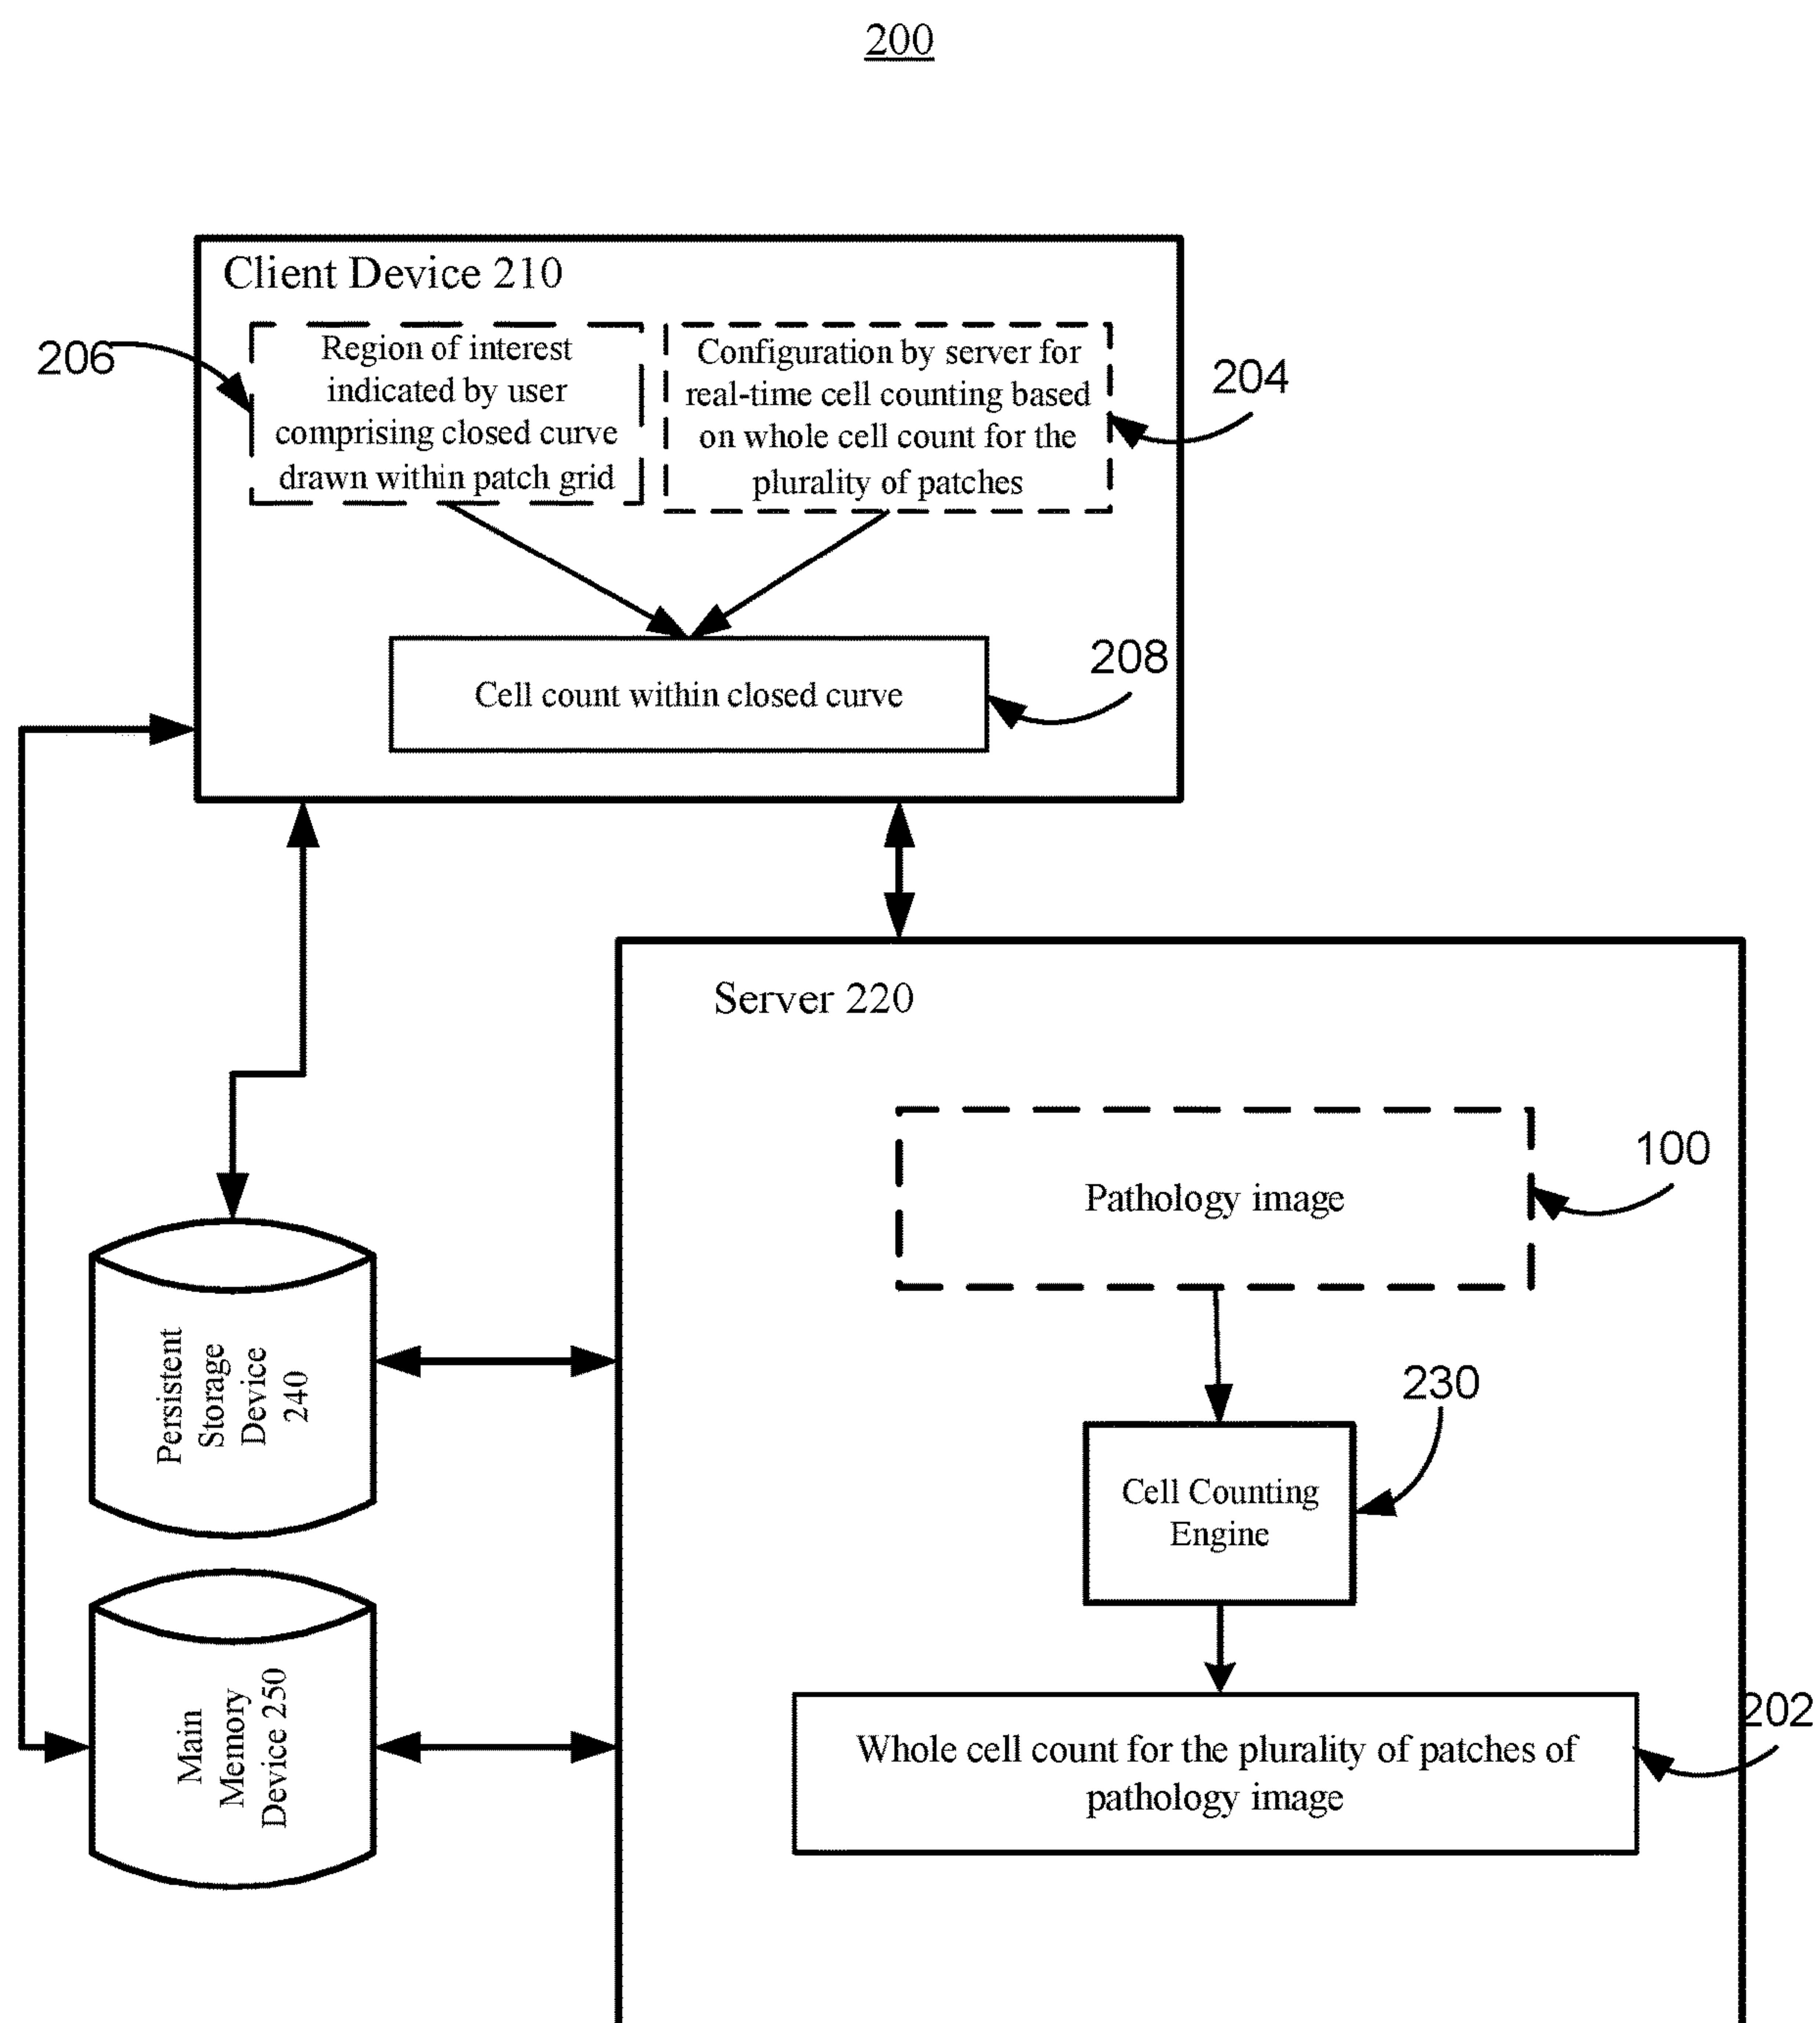 200
Client Device 210
206
Region of interest
indicated by user
comprising closed curve
drawn within patch grid
Configuration by server for
real-time cell counting based
on whole cell count for the
plurality of patches
204
Cell count within closed curve
208
Server 220
Pathology image
100
Persistent
Storage
Device
240
230
Cell Counting
Engine
Main
Memory
Device 250
202
Whole cell count for the plurality of patches of
pathology image